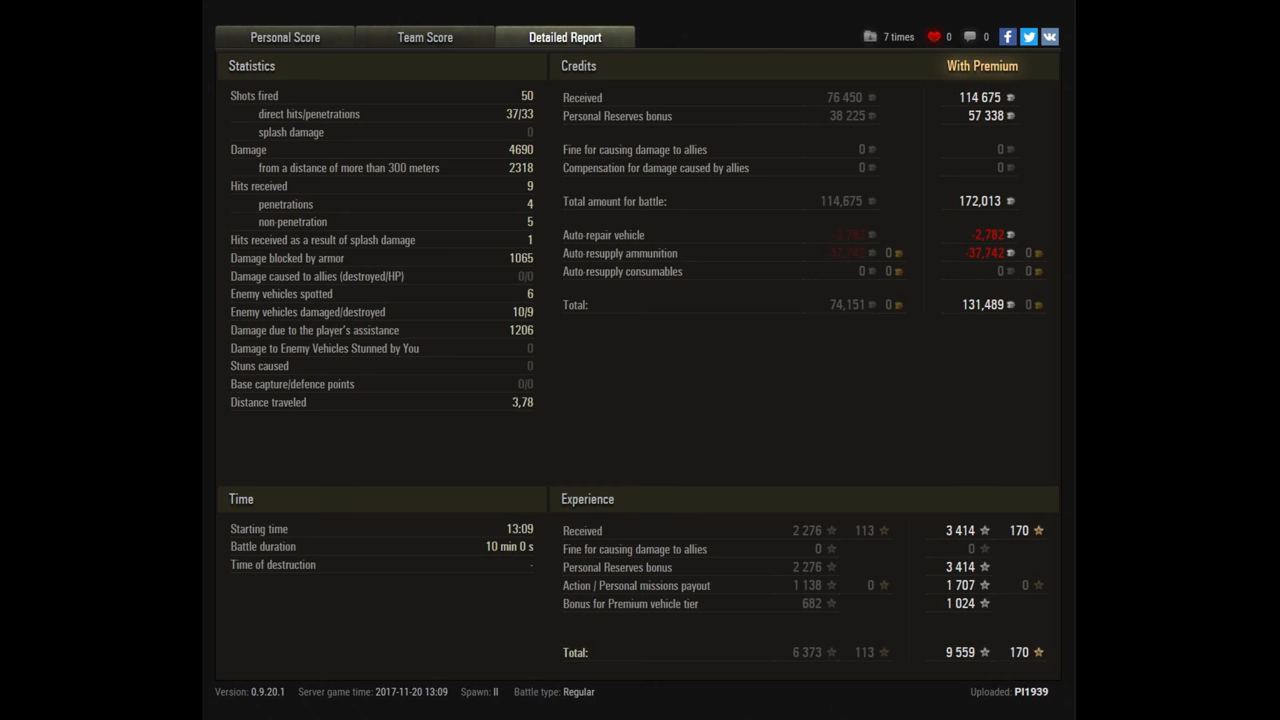 Personal Score Team Score Detailed Report 7 times 0 0
Statistics
Shots fired 50
direct hits/penetrations 37/33
splash damage 0
Damage 4690
from a distance of more than 300 meters 2318
Hits received 9
penetrations 4
non-penetration 5
Hits received as a result of splash damage 1
Damage blocked by armor 1065
Damage caused to allies (destroyed/HP) 0/0
Enemy vehicles spotted 6
Enemy vehicles damaged/destroyed 10/9
Damage due to the player's assistance 1206
Damage to Enemy Vehicles Stunned by You 0
Stuns caused 0
Base capture/defence points 0/0
Distance traveled 3,78
Credits With Premium
Received 76 450 114 675
Personal Reserves bonus 38 225 57 338
Fine for causing damage to allies 0 0
Compensation for damage caused by allies 0 0
Total amount for battle: 114,675 172,013
Auto-repair vehicle -2,782 -2,782
Auto-resupply ammunition -37,742 0 -37,742 0
Auto-resupply consumables 0 0 0 0
Total: 74,151 0 131,489 0
Time
Starting time 13:09
Battle duration 10 min 0 s
Time of destruction -
Experience
Received 2 276 113 3 414 170
Fine for causing damage to allies 0 0
Personal Reserves bonus 2 276 3 414
Action / Personal missions payout 1 138 0 1 707 0
Bonus for Premium vehicle tier 682 1 024
Total: 6 373 113 9 559 170
Version: 0.9.20.1 Server game time: 2017-11-20 13:09 Spawn: II Battle type: Regular Uploaded: PI1939